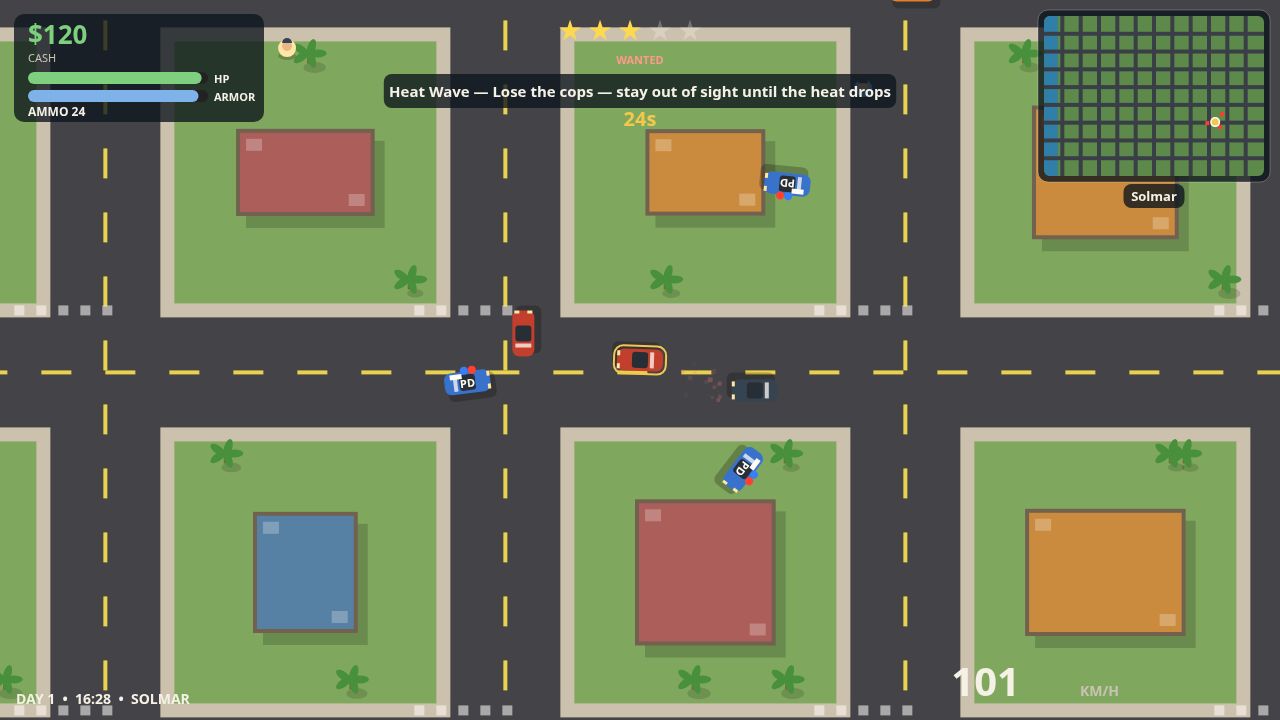 $120
CASH
HP
ARMOR
AMMO 24
WANTED
Heat Wave — Lose the cops — stay out of sight until the heat drops
24s
Solmar
PD
PD
PD
101 KM/H
DAY 1 • 16:28 • SOLMAR